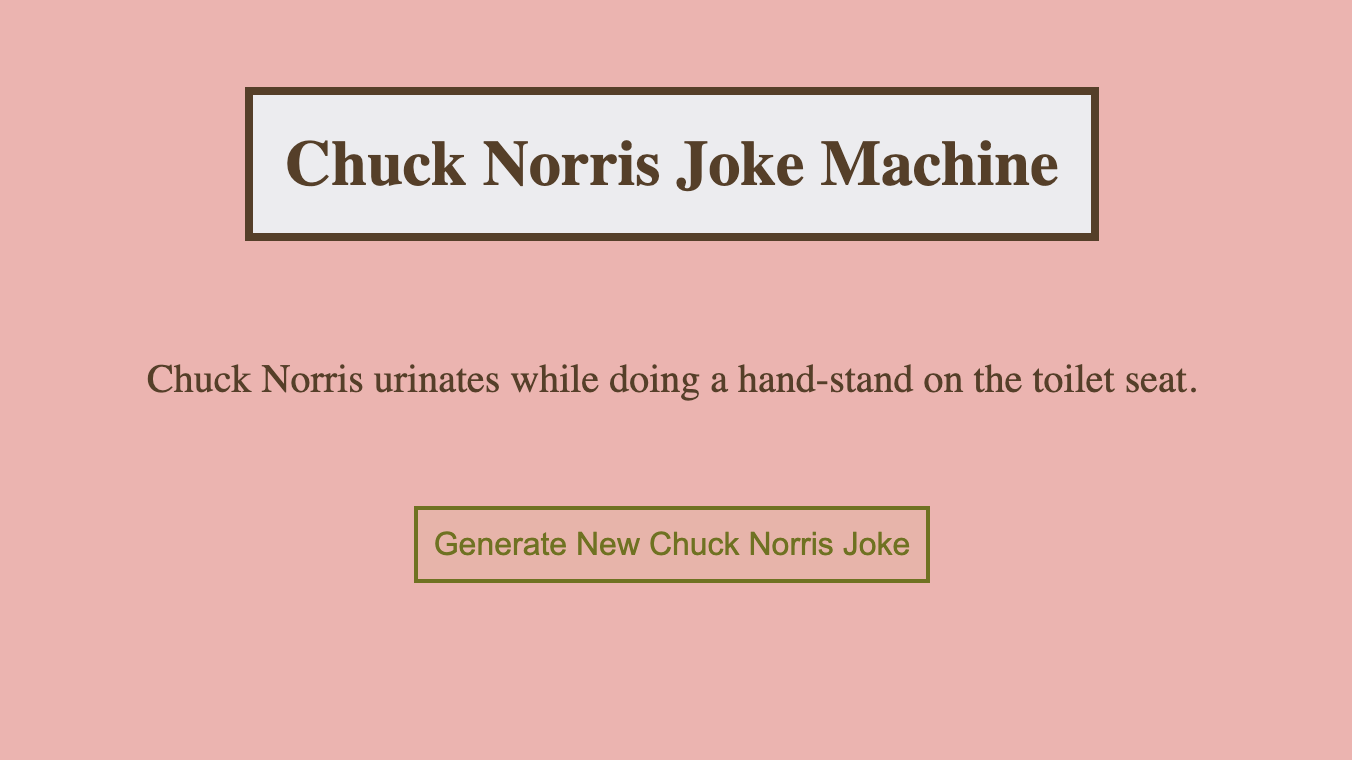 Chuck Norris Joke Machine
Chuck Norris urinates while doing a hand-stand on the toilet seat.
Generate New Chuck Norris Joke